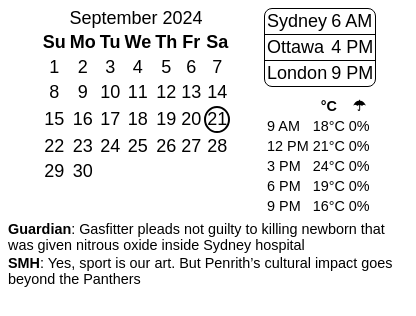 September 2024
Su Mo Tu We Th Fr Sa
1 2 3 4 5 6 7
8 9 10 11 12 13 14
15 16 17 18 19 20 21
22 23 24 25 26 27 28
29 30
Sydney 6 AM
Ottawa 4 PM
London 9 PM
°C ☂
9 AM 18°C 0%
12 PM 21°C 0%
3 PM 24°C 0%
6 PM 19°C 0%
9 PM 16°C 0%
Guardian: Gasfitter pleads not guilty to killing newborn that
was given nitrous oxide inside Sydney hospital
SMH: Yes, sport is our art. But Penrith’s cultural impact goes
beyond the Panthers